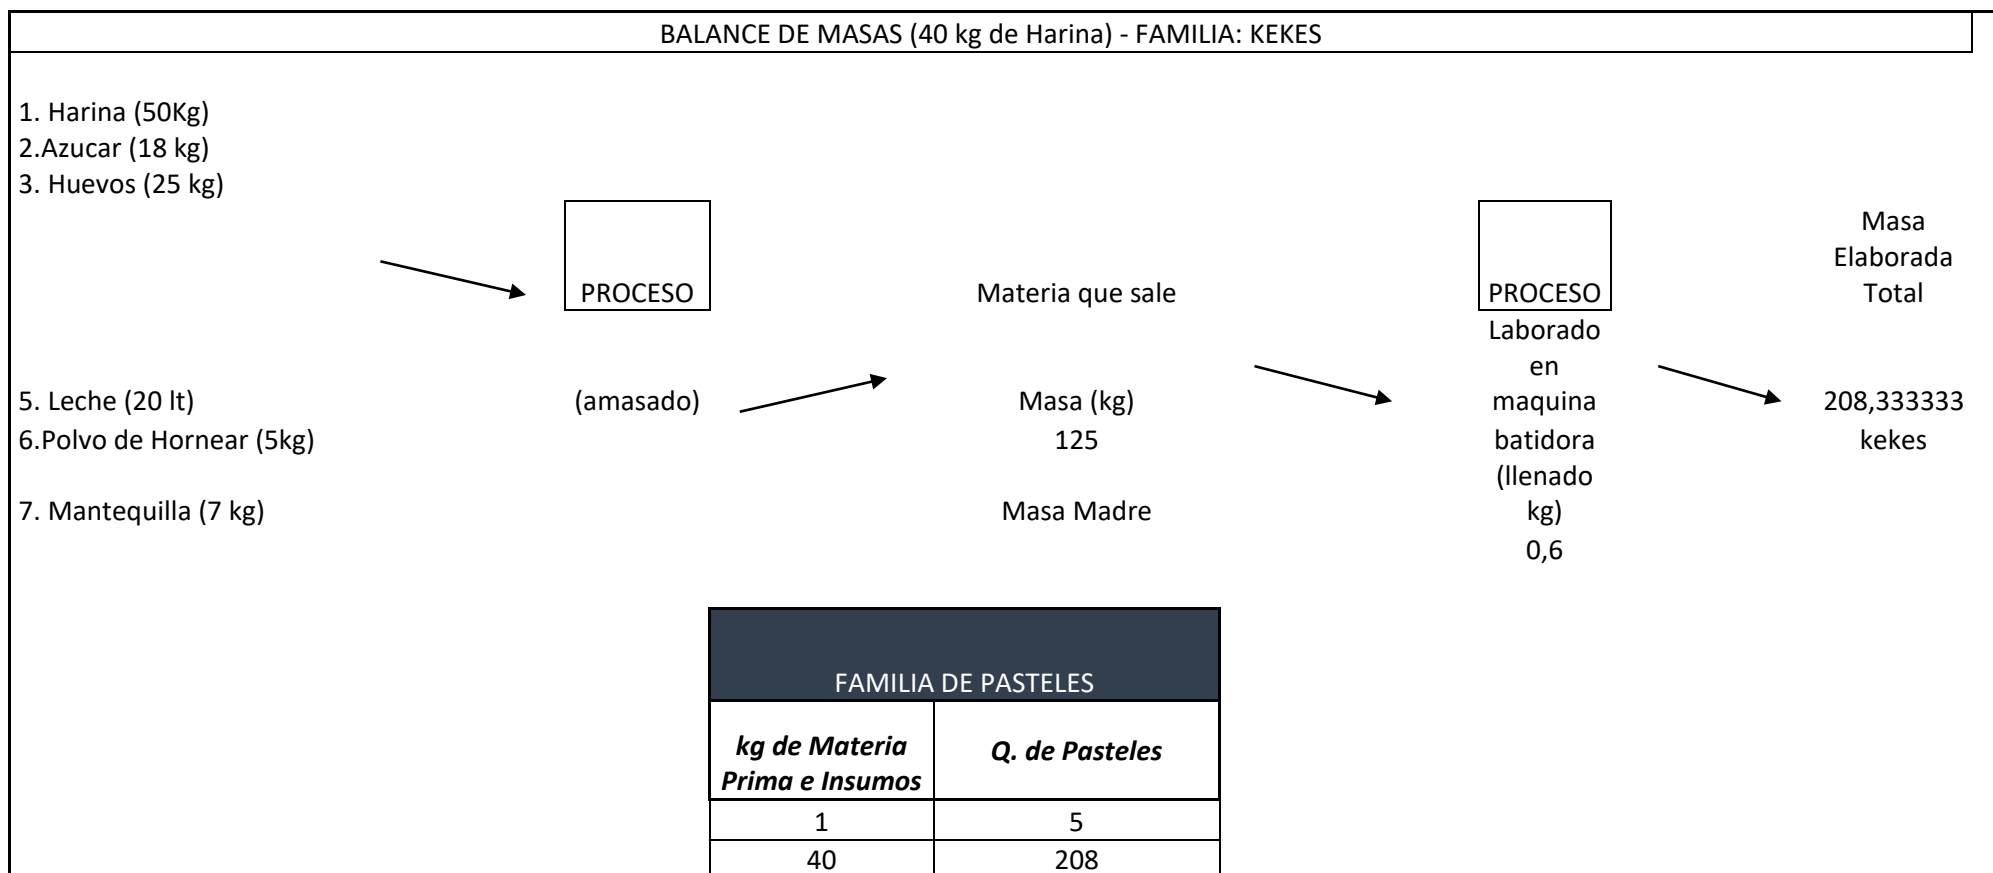 BALANCE DE MASAS (40 kg de Harina) - FAMILIA: KEKES
1. Harina (50Kg)
2.Azucar (18 kg)
3. Huevos (25 kg)
5. Leche (20 lt)
6.Polvo de Hornear (5kg)
7. Mantequilla (7 kg)
PROCESO
(amasado)
Materia que sale
Masa (kg)
125
Masa Madre
PROCESO
Laborado
en
maquina
batidora
(llenado
kg)
0,6
Masa
Elaborada
Total
208,333333
kekes
FAMILIA DE PASTELES
kg de Materia
Prima e Insumos
Q. de Pasteles
1
5
40
208